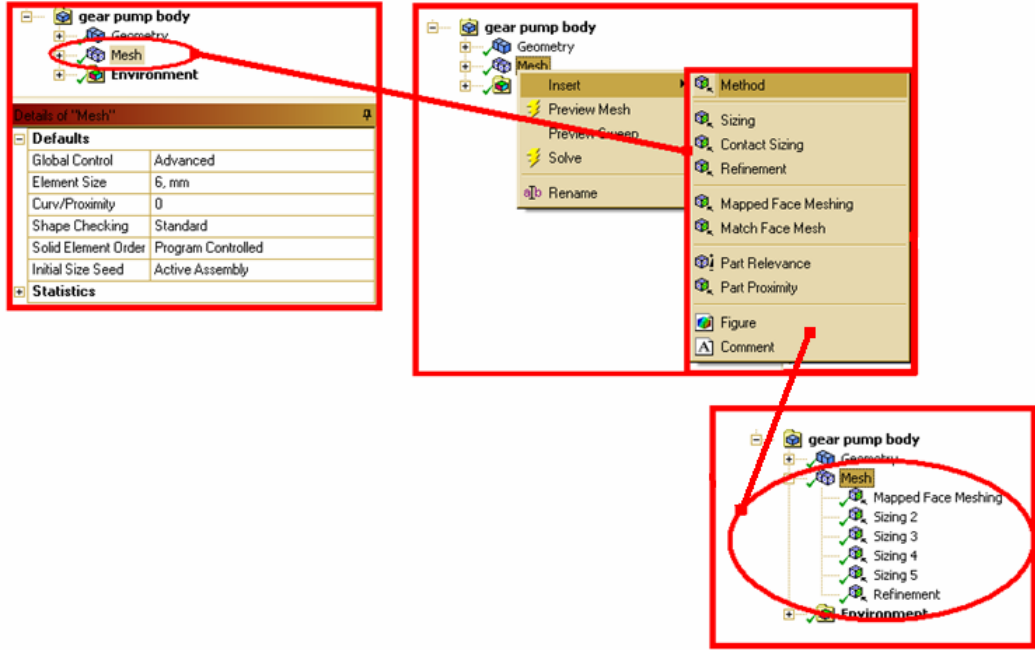 gear pump body
Geometry
Mesh
Environment
Details of "Mesh"
Defaults
Global Control Advanced
Element Size 6, mm
Curv/Proximity 0
Shape Checking Standard
Solid Element Order Program Controlled
Initial Size Seed Active Assembly
Statistics
gear pump body
Geometry
Mesh
Insert
Preview Mesh
Preview Sweep
Solve
Rename
Method
Sizing
Contact Sizing
Refinement
Mapped Face Meshing
Match Face Mesh
Part Relevance
Part Proximity
Figure
Comment
gear pump body
Geometry
Mesh
Mapped Face Meshing
Sizing 2
Sizing 3
Sizing 4
Sizing 5
Refinement
Environment